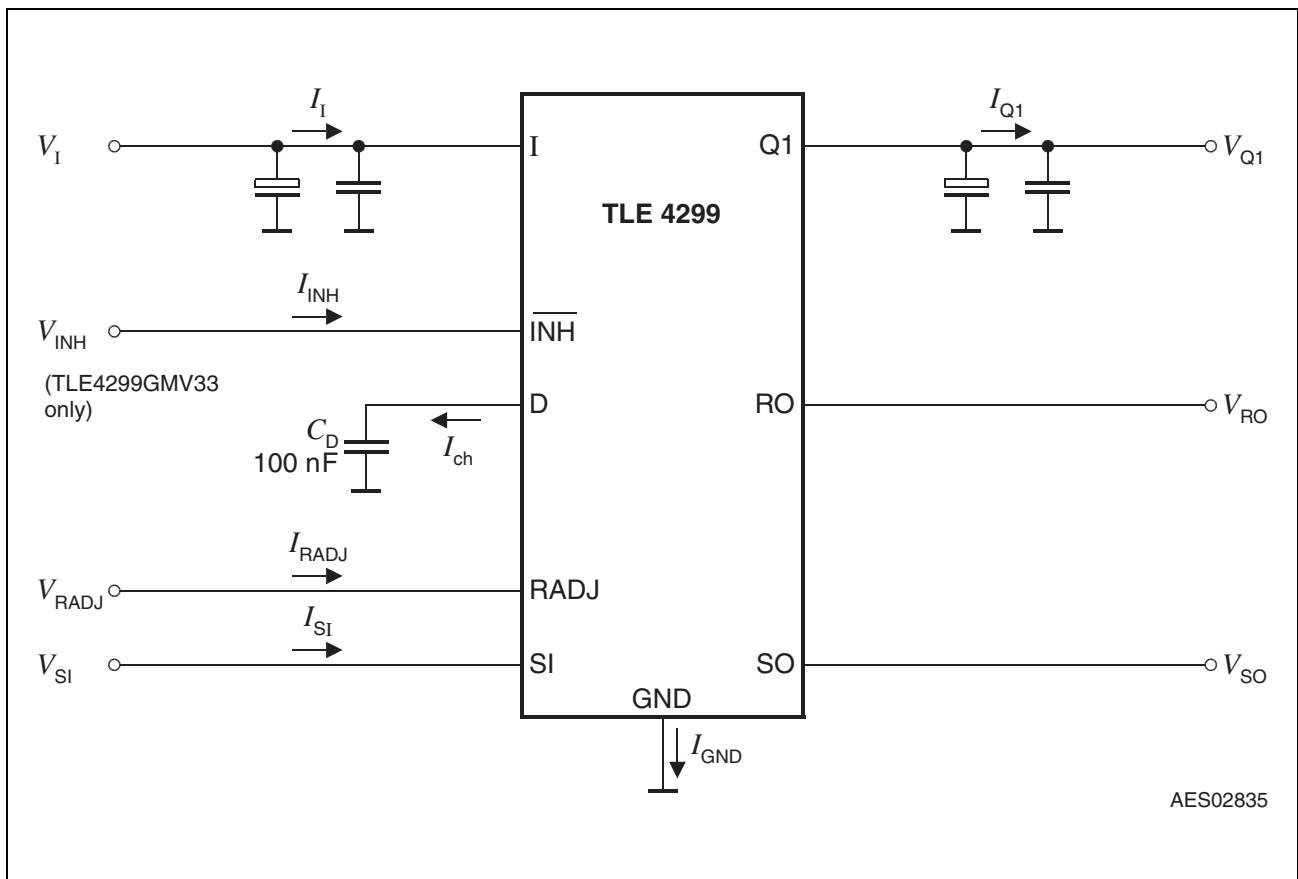 I_I
I_Q1
V_I
I
Q1
V_Q1
TLE 4299
I_INH
V_INH
INH
(TLE4299GMV33
only)
D
RO
V_RO
C_D
100 nF
I_ch
I_RADJ
V_RADJ
RADJ
I_SI
V_SI
SI
SO
V_SO
GND
I_GND
AES02835